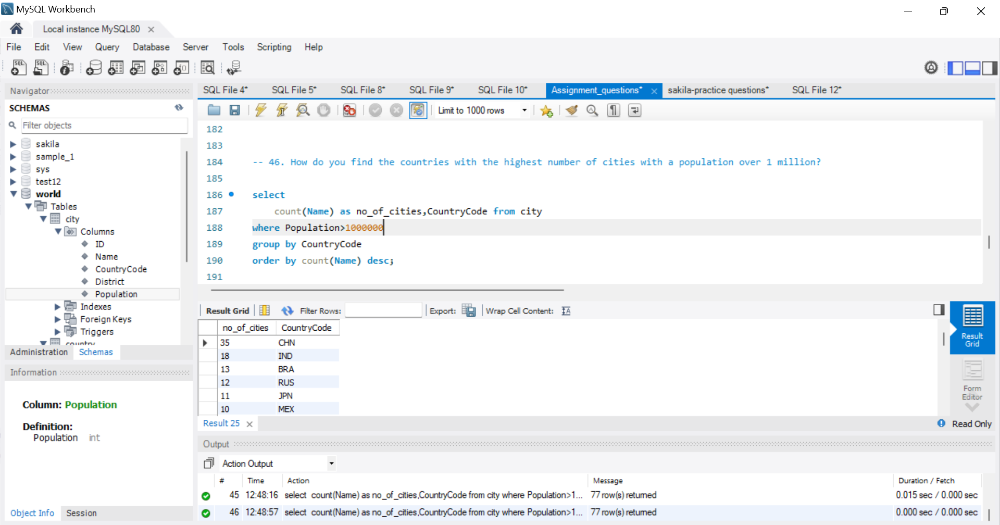 MySQL Workbench
Local instance MySQL80
File Edit View Query Database Server Tools Scripting Help
Navigator
SCHEMAS
Filter objects
sakila
sample_1
sys
test12
world
Tables
city
Columns
ID
Name
CountryCode
District
Population
Indexes
Foreign Keys
Triggers
country
Administration Schemas
Information
Column: Population
Definition:
Population int
Object Info Session
SQL File 4* SQL File 5* SQL File 8* SQL File 9* SQL File 10* Assignment_questions* sakila-practice questions* SQL File 12*
Limit to 1000 rows
182
183
184 -- 46. How do you find the countries with the highest number of cities with a population over 1 million?
185
186 select
187 count(Name) as no_of_cities,CountryCode from city
188 where Population>1000000
189 group by CountryCode
190 order by count(Name) desc;
191
Result Grid Filter Rows: Export: Wrap Cell Content:
no_of_cities CountryCode
35 CHN
18 IND
13 BRA
12 RUS
11 JPN
10 MEX
Result Grid
Form Editor
Result 25
Read Only
Output
Action Output
# Time Action Message Duration / Fetch
45 12:48:16 select count(Name) as no_of_cities,CountryCode from city where Population>1... 77 row(s) returned 0.015 sec / 0.000 sec
46 12:48:57 select count(Name) as no_of_cities,CountryCode from city where Population>1... 77 row(s) returned 0.000 sec / 0.000 sec